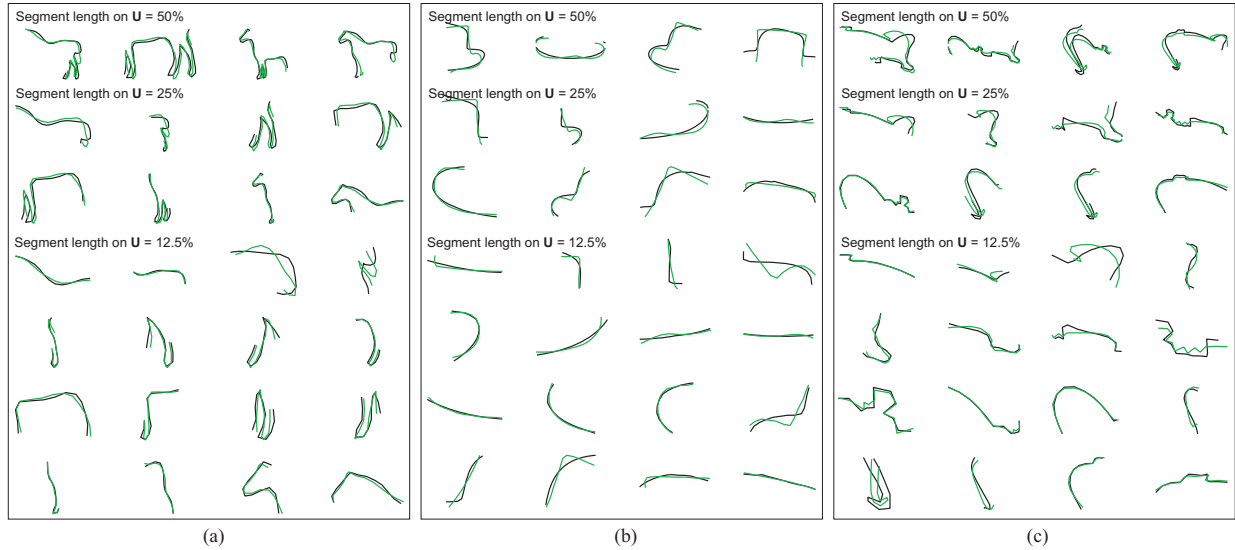 Segment length on U = 50%
Segment length on U = 25%
Segment length on U = 12.5%
(a)
Segment length on U = 50%
Segment length on U = 25%
Segment length on U = 12.5%
(b)
Segment length on U = 50%
Segment length on U = 25%
Segment length on U = 12.5%
(c)